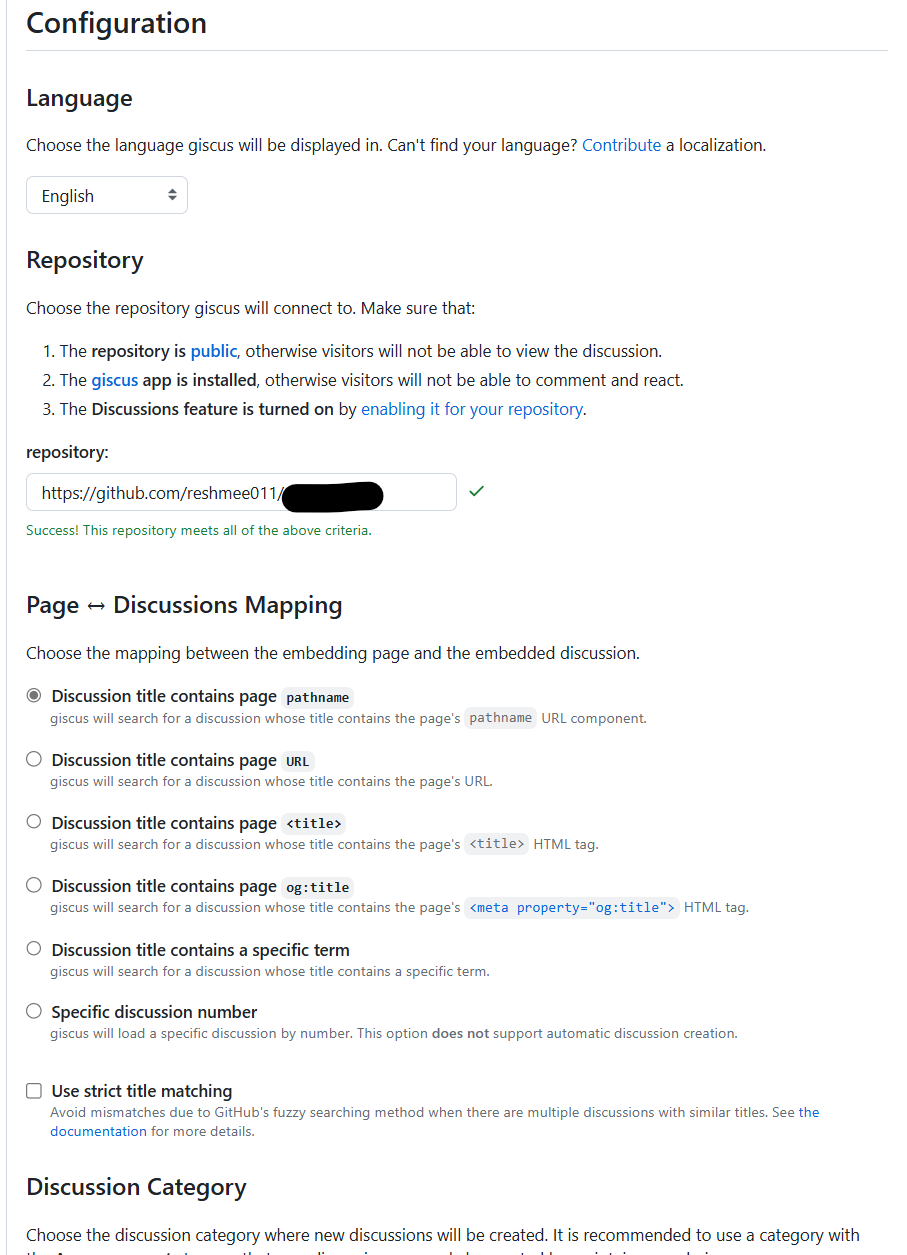 Configuration
Language
Choose the language giscus will be displayed in. Can't find your language? Contribute a localization.
English
Repository
Choose the repository giscus will connect to. Make sure that:
1. The repository is public, otherwise visitors will not be able to view the discussion.
2. The giscus app is installed, otherwise visitors will not be able to comment and react.
3. The Discussions feature is turned on by enabling it for your repository.
repository:
https://github.com/reshmee011/
Success! This repository meets all of the above criteria.
Page ↔ Discussions Mapping
Choose the mapping between the embedding page and the embedded discussion.
Discussion title contains page pathname
giscus will search for a discussion whose title contains the page's pathname URL component.
Discussion title contains page URL
giscus will search for a discussion whose title contains the page's URL.
Discussion title contains page <title>
giscus will search for a discussion whose title contains the page's <title> HTML tag.
Discussion title contains page og:title
giscus will search for a discussion whose title contains the page's <meta property="og:title"> HTML tag.
Discussion title contains a specific term
giscus will search for a discussion whose title contains a specific term.
Specific discussion number
giscus will load a specific discussion by number. This option does not support automatic discussion creation.
Use strict title matching
Avoid mismatches due to GitHub's fuzzy searching method when there are multiple discussions with similar titles. See the
documentation for more details.
Discussion Category
Choose the discussion category where new discussions will be created. It is recommended to use a category with